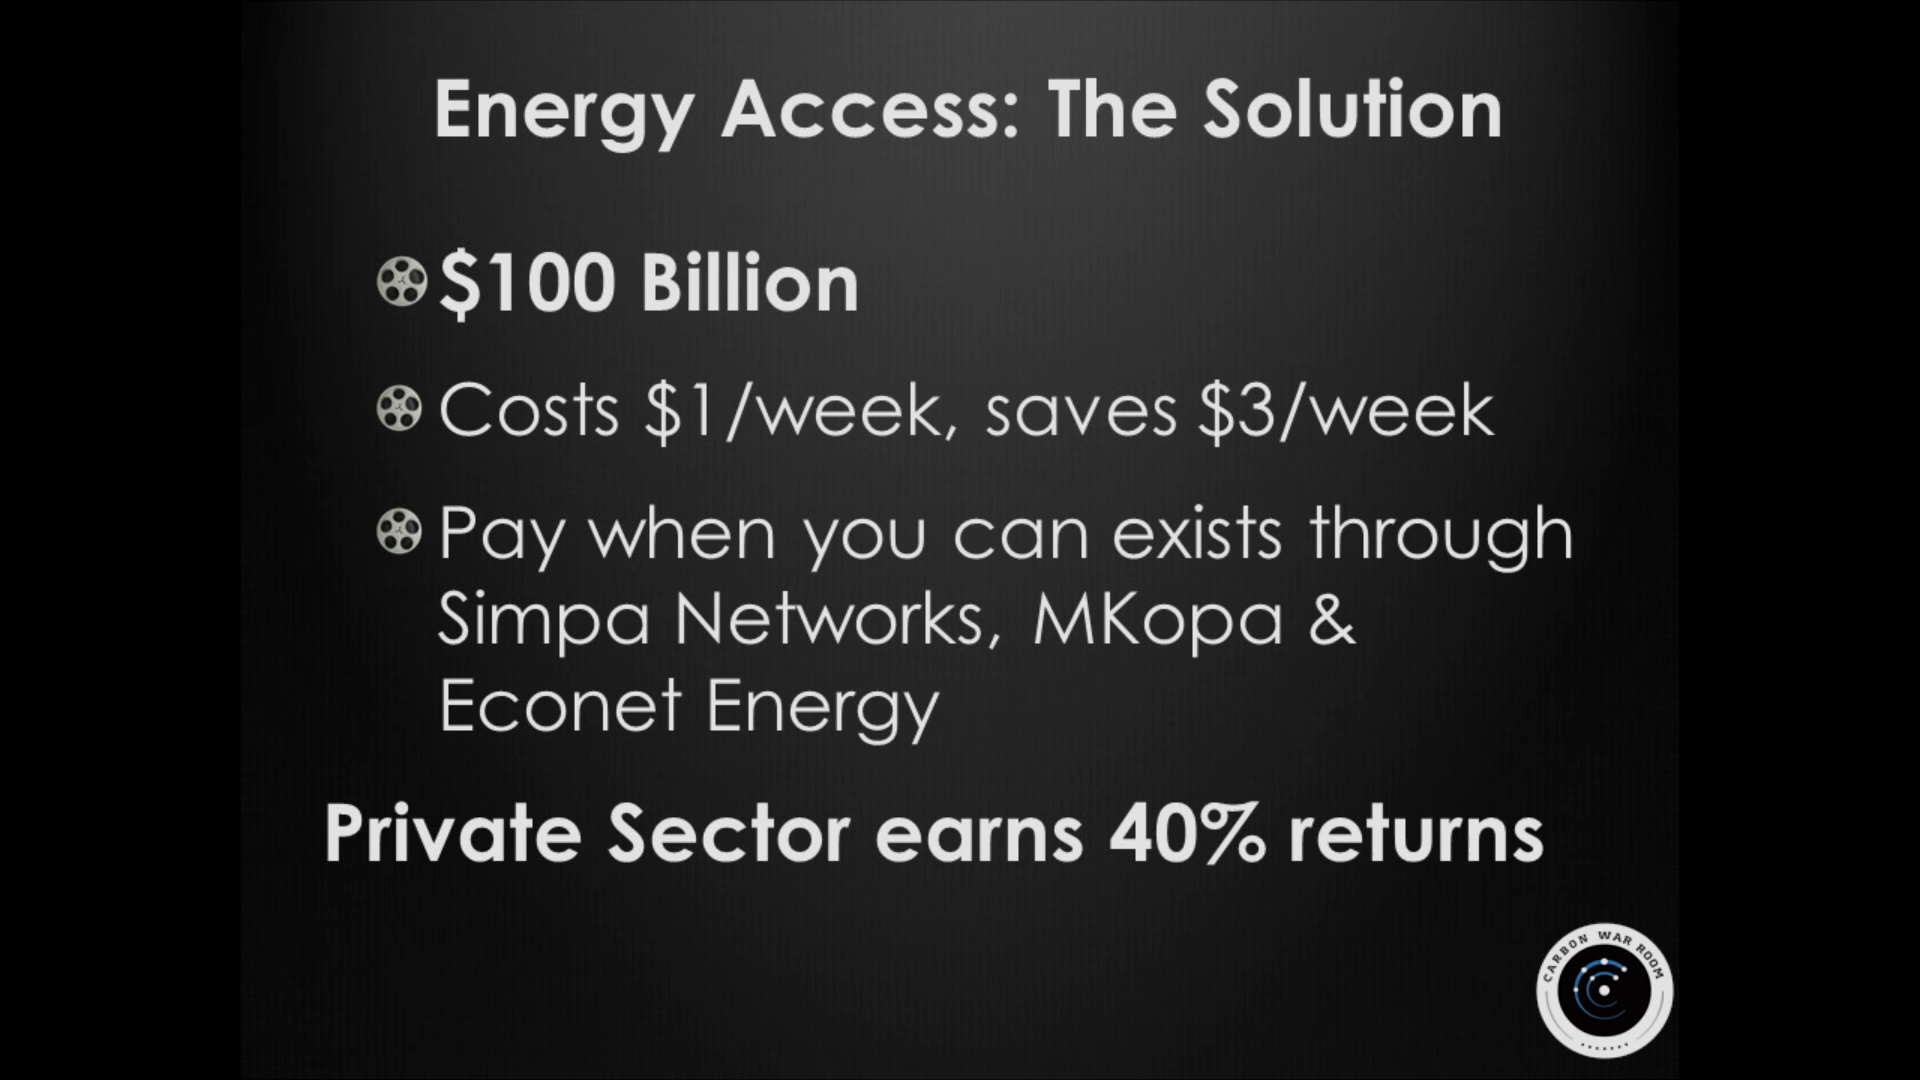 Energy Access: The Solution
$100 Billion
Costs $1/week, saves $3/week
Pay when you can exists through
Simpa Networks, MKopa &
Econet Energy
Private Sector earns 40% returns
CARBON WAR ROOM